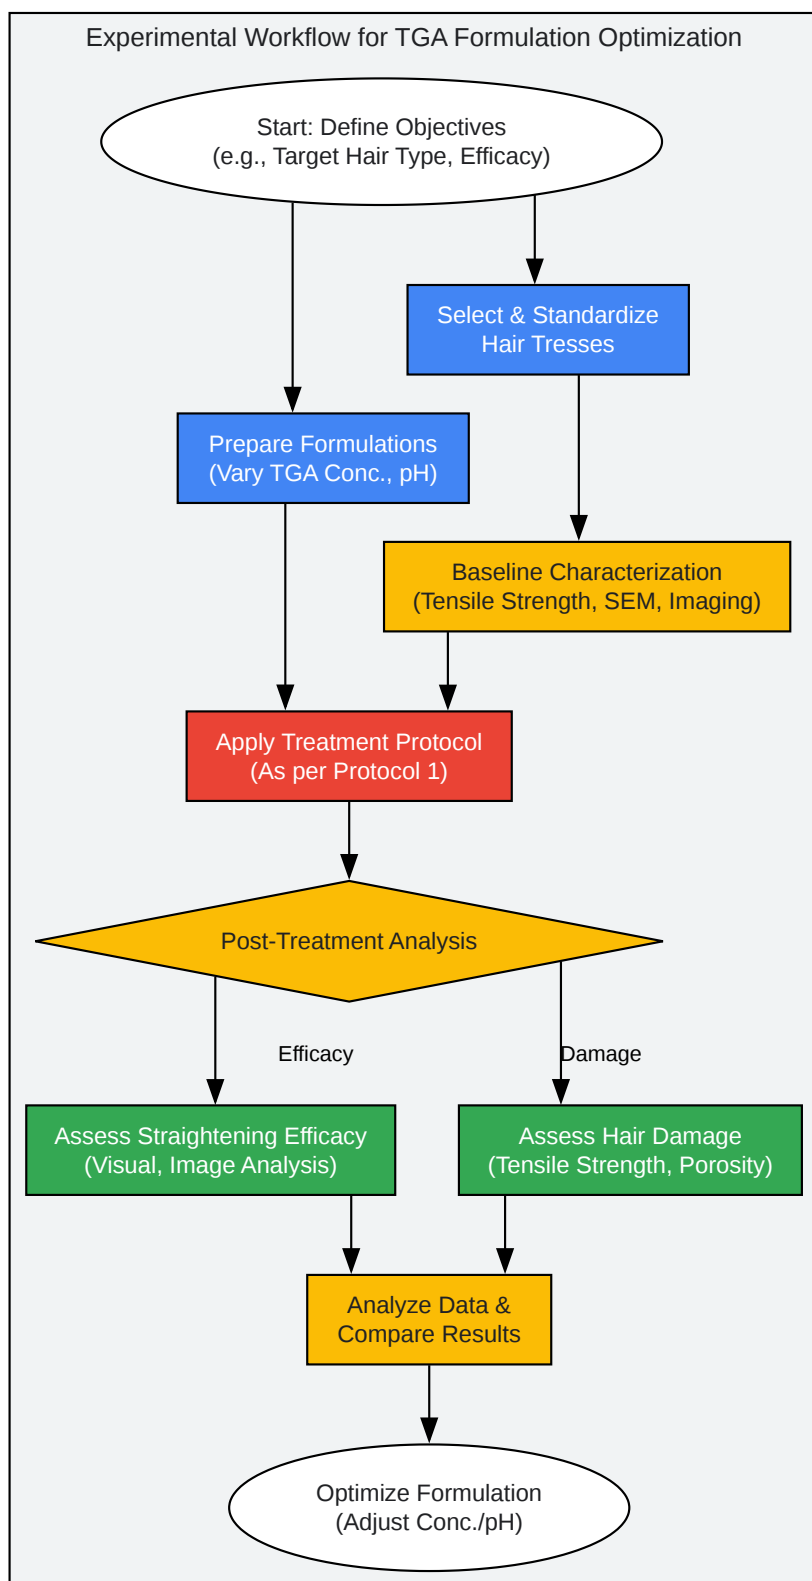 Experimental Workflow for TGA Formulation Optimization
Start: Define Objectives
(e.g., Target Hair Type, Efficacy)
Select & Standardize
Hair Tresses
Prepare Formulations
(Vary TGA Conc., pH)
Baseline Characterization
(Tensile Strength, SEM, Imaging)
Apply Treatment Protocol
(As per Protocol 1)
Post-Treatment Analysis
Efficacy
Damage
Assess Straightening Efficacy
(Visual, Image Analysis)
Assess Hair Damage
(Tensile Strength, Porosity)
Analyze Data &
Compare Results
Optimize Formulation
(Adjust Conc./pH)